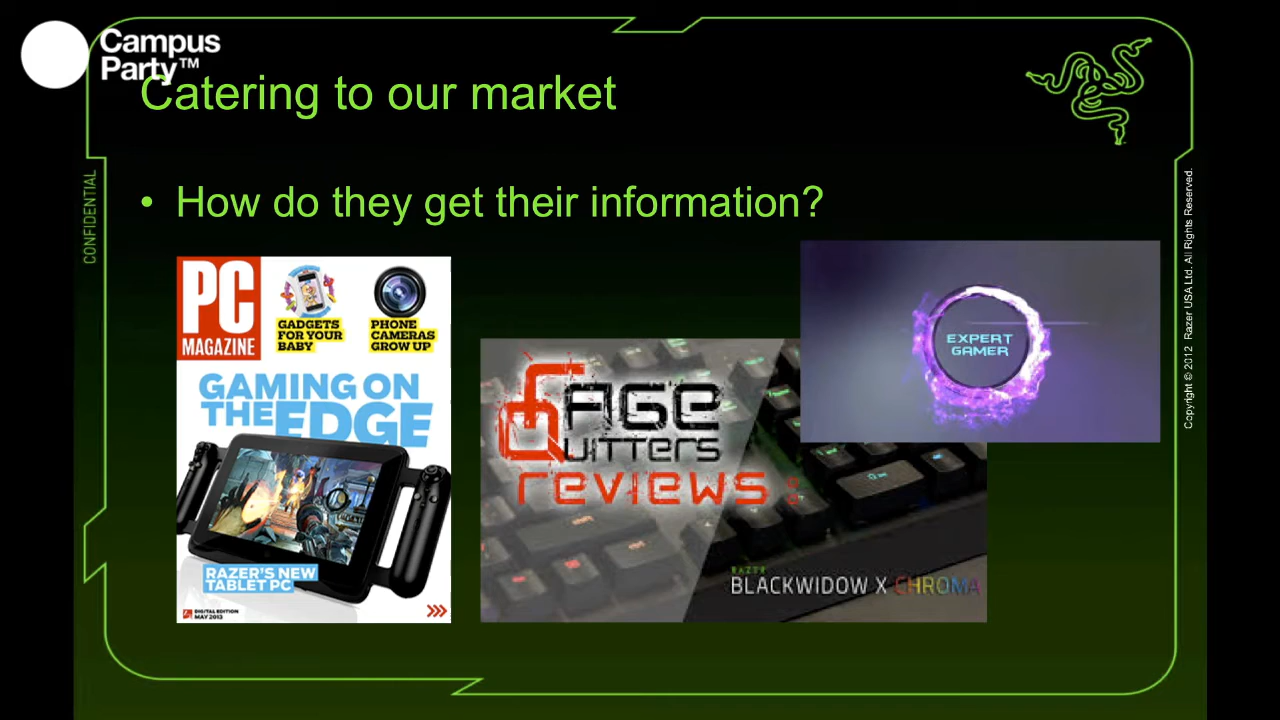 Campus
Party™
Catering to our market
• How do they get their information?
CONFIDENTIAL
Copyright © 2012 Razer USA Ltd. All Rights Reserved.
PC
MAGAZINE
GADGETS
FOR YOUR
BABY
PHONE
CAMERAS
GROW UP
GAMING ON
THE EDGE
RAZER'S NEW
TABLET PC
DIGITAL EDITION
MAY 2013
RAGE
QUITTERS
REVIEWS
RAZER
BLACKWIDOW X CHROMA
EXPERT
GAMER